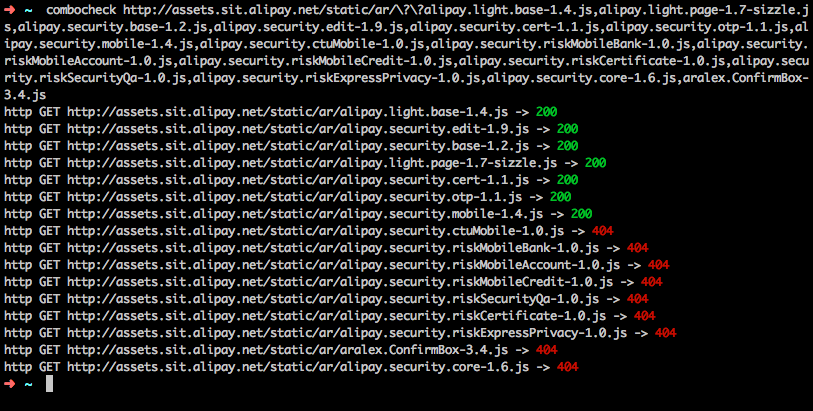 ➜ ~ combocheck http://assets.sit.alipay.net/static/ar/\?\?alipay.light.base-1.4.js,alipay.light.page-1.7-sizzle.j
s,alipay.security.base-1.2.js,alipay.security.edit-1.9.js,alipay.security.cert-1.1.js,alipay.security.otp-1.1.js,al
ipay.security.mobile-1.4.js,alipay.security.ctuMobile-1.0.js,alipay.security.riskMobileBank-1.0.js,alipay.security.
riskMobileAccount-1.0.js,alipay.security.riskMobileCredit-1.0.js,alipay.security.riskCertificate-1.0.js,alipay.secu
rity.riskSecurityQa-1.0.js,alipay.security.riskExpressPrivacy-1.0.js,alipay.security.core-1.6.js,aralex.ConfirmBox-
3.4.js
http GET http://assets.sit.alipay.net/static/ar/alipay.light.base-1.4.js -> 200
http GET http://assets.sit.alipay.net/static/ar/alipay.security.edit-1.9.js -> 200
http GET http://assets.sit.alipay.net/static/ar/alipay.security.base-1.2.js -> 200
http GET http://assets.sit.alipay.net/static/ar/alipay.light.page-1.7-sizzle.js -> 200
http GET http://assets.sit.alipay.net/static/ar/alipay.security.cert-1.1.js -> 200
http GET http://assets.sit.alipay.net/static/ar/alipay.security.otp-1.1.js -> 200
http GET http://assets.sit.alipay.net/static/ar/alipay.security.mobile-1.4.js -> 200
http GET http://assets.sit.alipay.net/static/ar/alipay.security.ctuMobile-1.0.js -> 404
http GET http://assets.sit.alipay.net/static/ar/alipay.security.riskMobileBank-1.0.js -> 404
http GET http://assets.sit.alipay.net/static/ar/alipay.security.riskMobileAccount-1.0.js -> 404
http GET http://assets.sit.alipay.net/static/ar/alipay.security.riskMobileCredit-1.0.js -> 404
http GET http://assets.sit.alipay.net/static/ar/alipay.security.riskSecurityQa-1.0.js -> 404
http GET http://assets.sit.alipay.net/static/ar/alipay.security.riskCertificate-1.0.js -> 404
http GET http://assets.sit.alipay.net/static/ar/alipay.security.riskExpressPrivacy-1.0.js -> 404
http GET http://assets.sit.alipay.net/static/ar/aralex.ConfirmBox-3.4.js -> 404
http GET http://assets.sit.alipay.net/static/ar/alipay.security.core-1.6.js -> 404
➜ ~